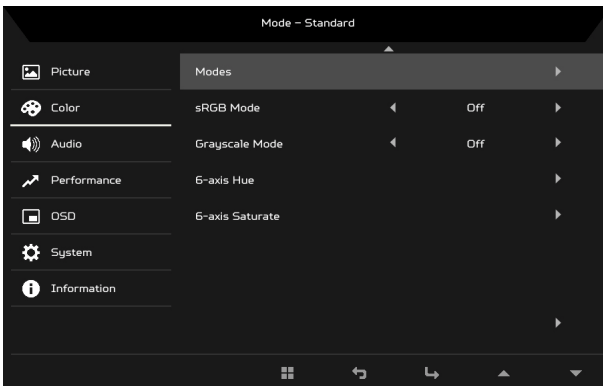 Mode – Standard
Picture
Modes
Color
sRGB Mode
Off
Audio
Grayscale Mode
Off
Performance
6-axis Hue
OSD
6-axis Saturate
System
Information